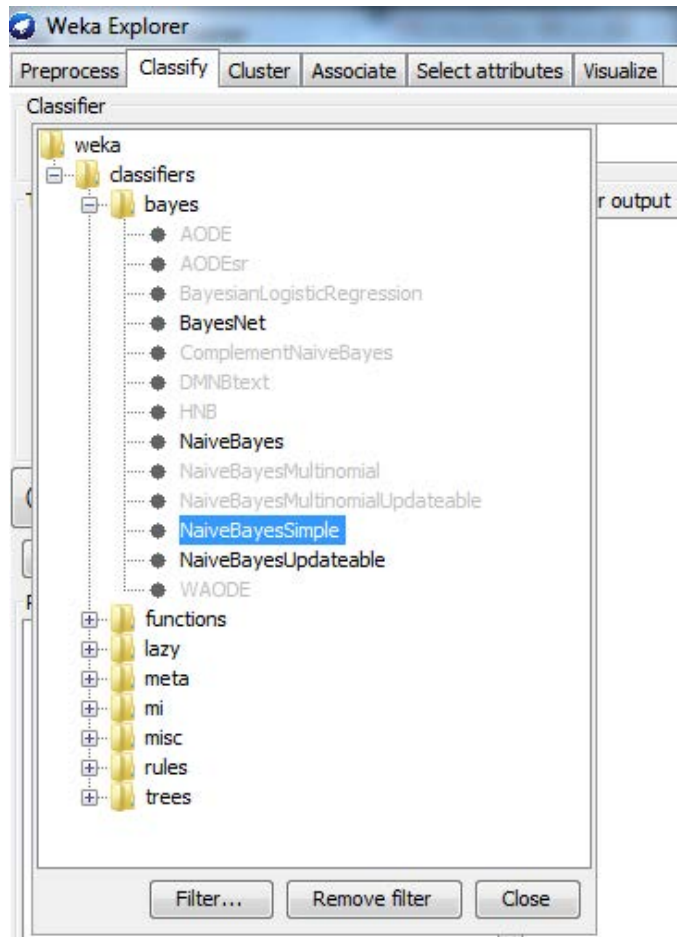 Weka Explorer
Preprocess Classify Cluster Associate Select attributes Visualize
Classifier
weka
classifiers
r output
bayes
AODE
AODEsr
BayesianLogisticRegression
BayesNet
ComplementNaiveBayes
DMNBtext
HNB
NaiveBayes
NaiveBayesMultinomial
NaiveBayesMultinomialUpdateable
NaiveBayesSimple
NaiveBayesUpdateable
WAODE
functions
lazy
meta
mi
misc
rules
trees
Filter... Remove filter Close